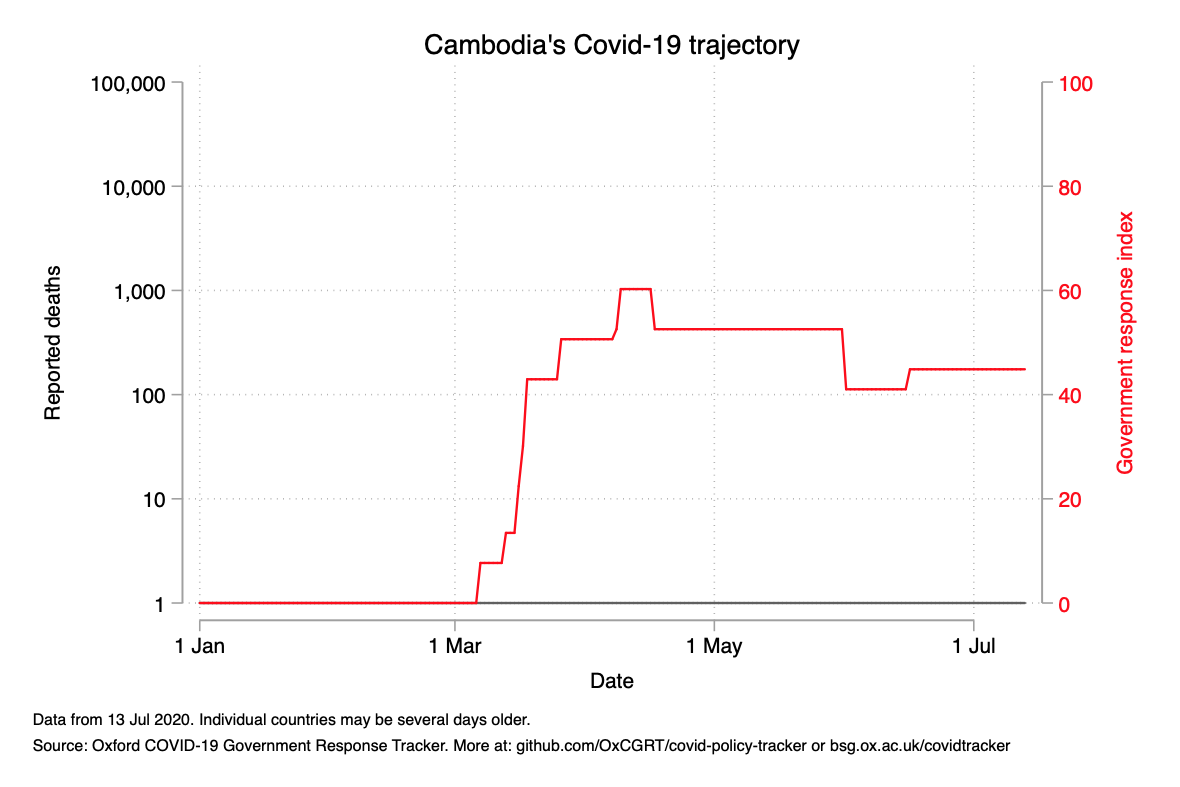 Cambodia's Covid-19 trajectory
100,000
10,000
1,000
100
10
1
Reported deaths
100
80
60
40
20
0
Government response index
1 Jan
1 Mar
1 May
1 Jul
Date
Data from 13 Jul 2020. Individual countries may be several days older.
Source: Oxford COVID-19 Government Response Tracker. More at: github.com/OxCGRT/covid-policy-tracker or bsg.ox.ac.uk/covidtracker